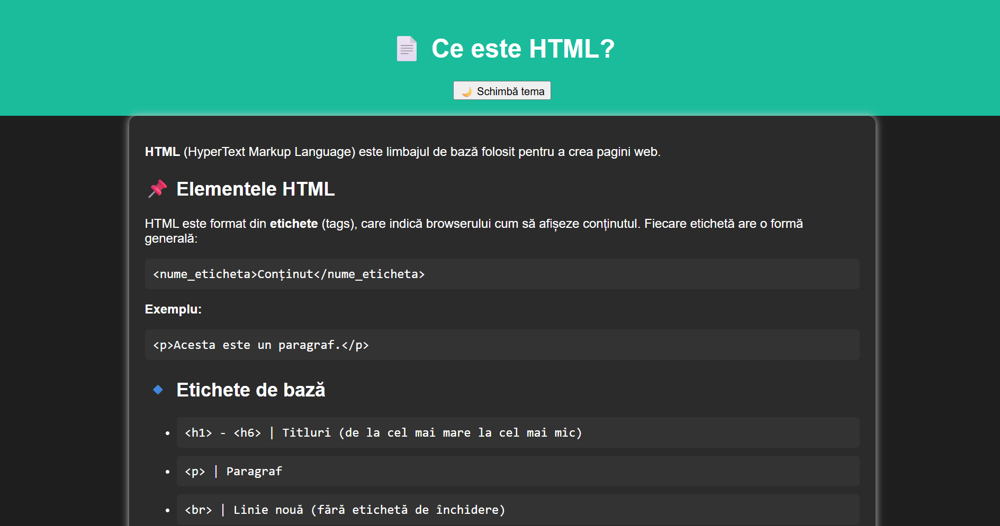 Ce este HTML?
Schimbă tema
HTML (HyperText Markup Language) este limbajul de bază folosit pentru a crea pagini web.
Elementele HTML
HTML este format din etichete (tags), care indică browserului cum să afișeze conținutul. Fiecare etichetă are o formă
generală:
<nume_eticheta>Conținut</nume_eticheta>
Exemplu:
<p>Acesta este un paragraf.</p>
Etichete de bază
<h1> - <h6> | Titluri (de la cel mai mare la cel mai mic)
<p> | Paragraf
<br> | Linie nouă (fără etichetă de închidere)